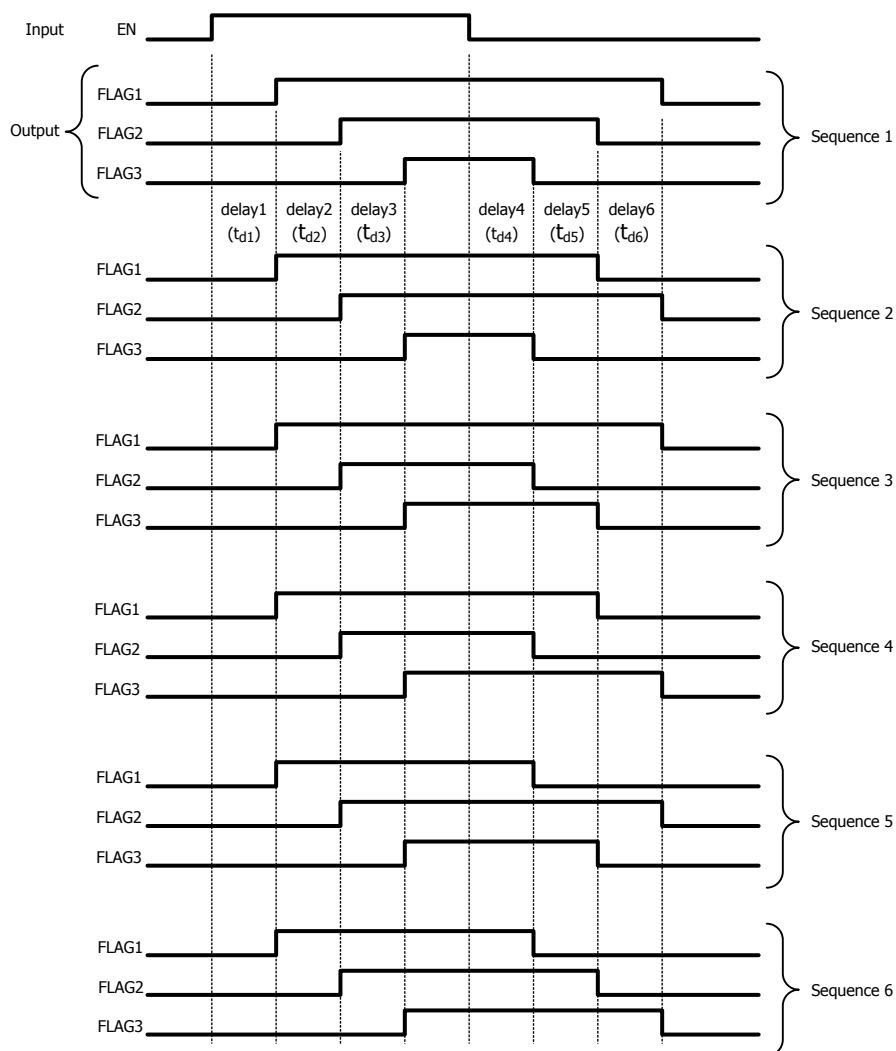 Input EN
FLAG1
FLAG2
Output
FLAG3
Sequence 1
delay1 delay2 delay3 delay4 delay5 delay6
(td1) (td2) (td3) (td4) (td5) (td6)
FLAG1
FLAG2
FLAG3
Sequence 2
FLAG1
FLAG2
FLAG3
Sequence 3
FLAG1
FLAG2
FLAG3
Sequence 4
FLAG1
FLAG2
FLAG3
Sequence 5
FLAG1
FLAG2
FLAG3
Sequence 6